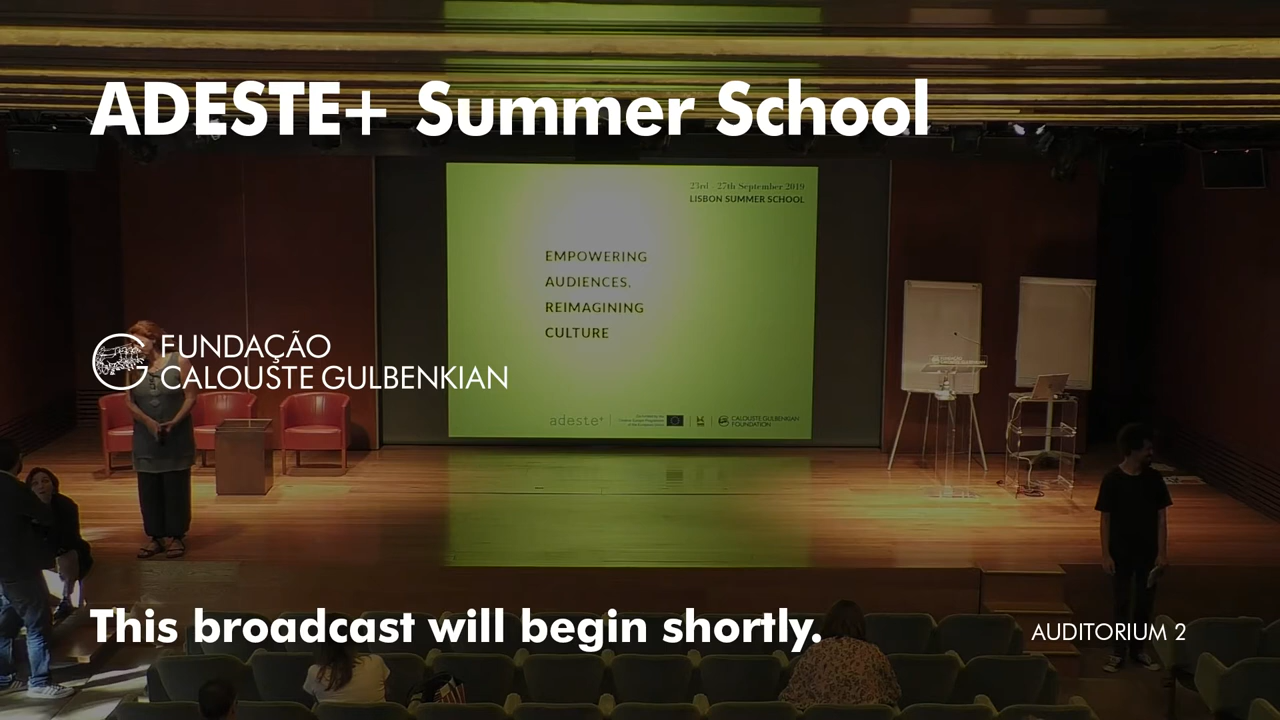 ADESTE+ Summer School
23rd - 27th September 2019
LISBON SUMMER SCHOOL
EMPOWERING
AUDIENCES,
REIMAGINING
CULTURE
FUNDAÇÃO
CALOUSTE GULBENKIAN
adeste+
CALOUSTE GULBENKIAN
FOUNDATION
This broadcast will begin shortly.
AUDITORIUM 2